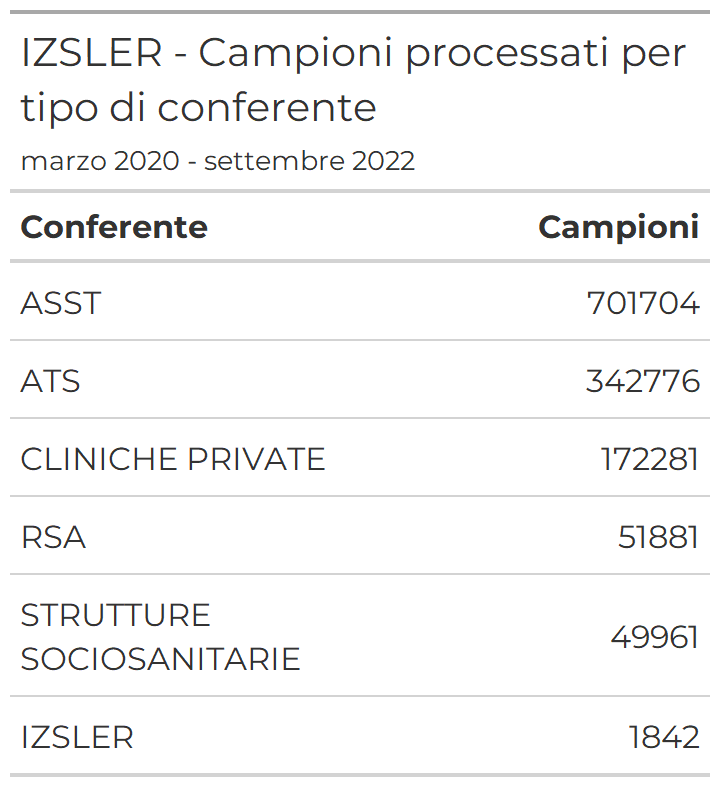 IZSLER - Campioni processati per
tipo di conferente
marzo 2020 - settembre 2022
Conferente Campioni
ASST 701704
ATS 342776
CLINICHE PRIVATE 172281
RSA 51881
STRUTTURE
SOCIOSANITARIE 49961
IZSLER 1842